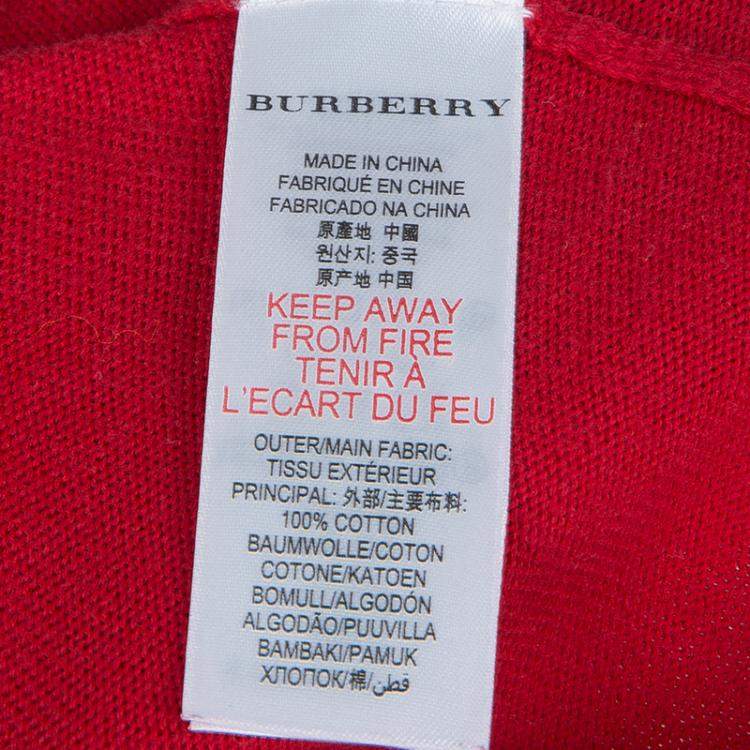 BURBERRY
MADE IN CHINA
FABRIQUÉ EN CHINE
FABRICADO NA CHINA
原產地 中國
원산지: 중국
原产地 中国
KEEP AWAY
FROM FIRE
TENIR À
L'ECART DU FEU
OUTER/MAIN FABRIC:
TISSU EXTÉRIEUR
PRINCIPAL: 外部/主要布料:
100% COTTON
BAUMWOLLE/COTON
COTONE/KATOEN
BOMULL/ALGODÓN
ALGODÃO/PUUVILLA
BAMBAKI/PAMUK
ХЛОПОК/棉/قطن